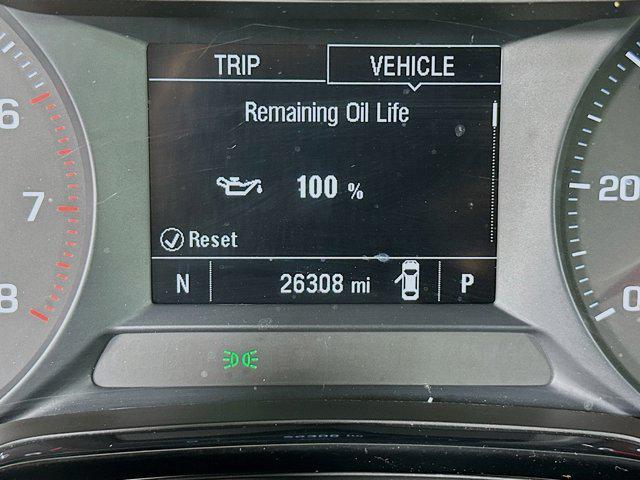 TRIP VEHICLE
Remaining Oil Life
100 %
Reset
N 26308 mi P
6
7
8
20
0